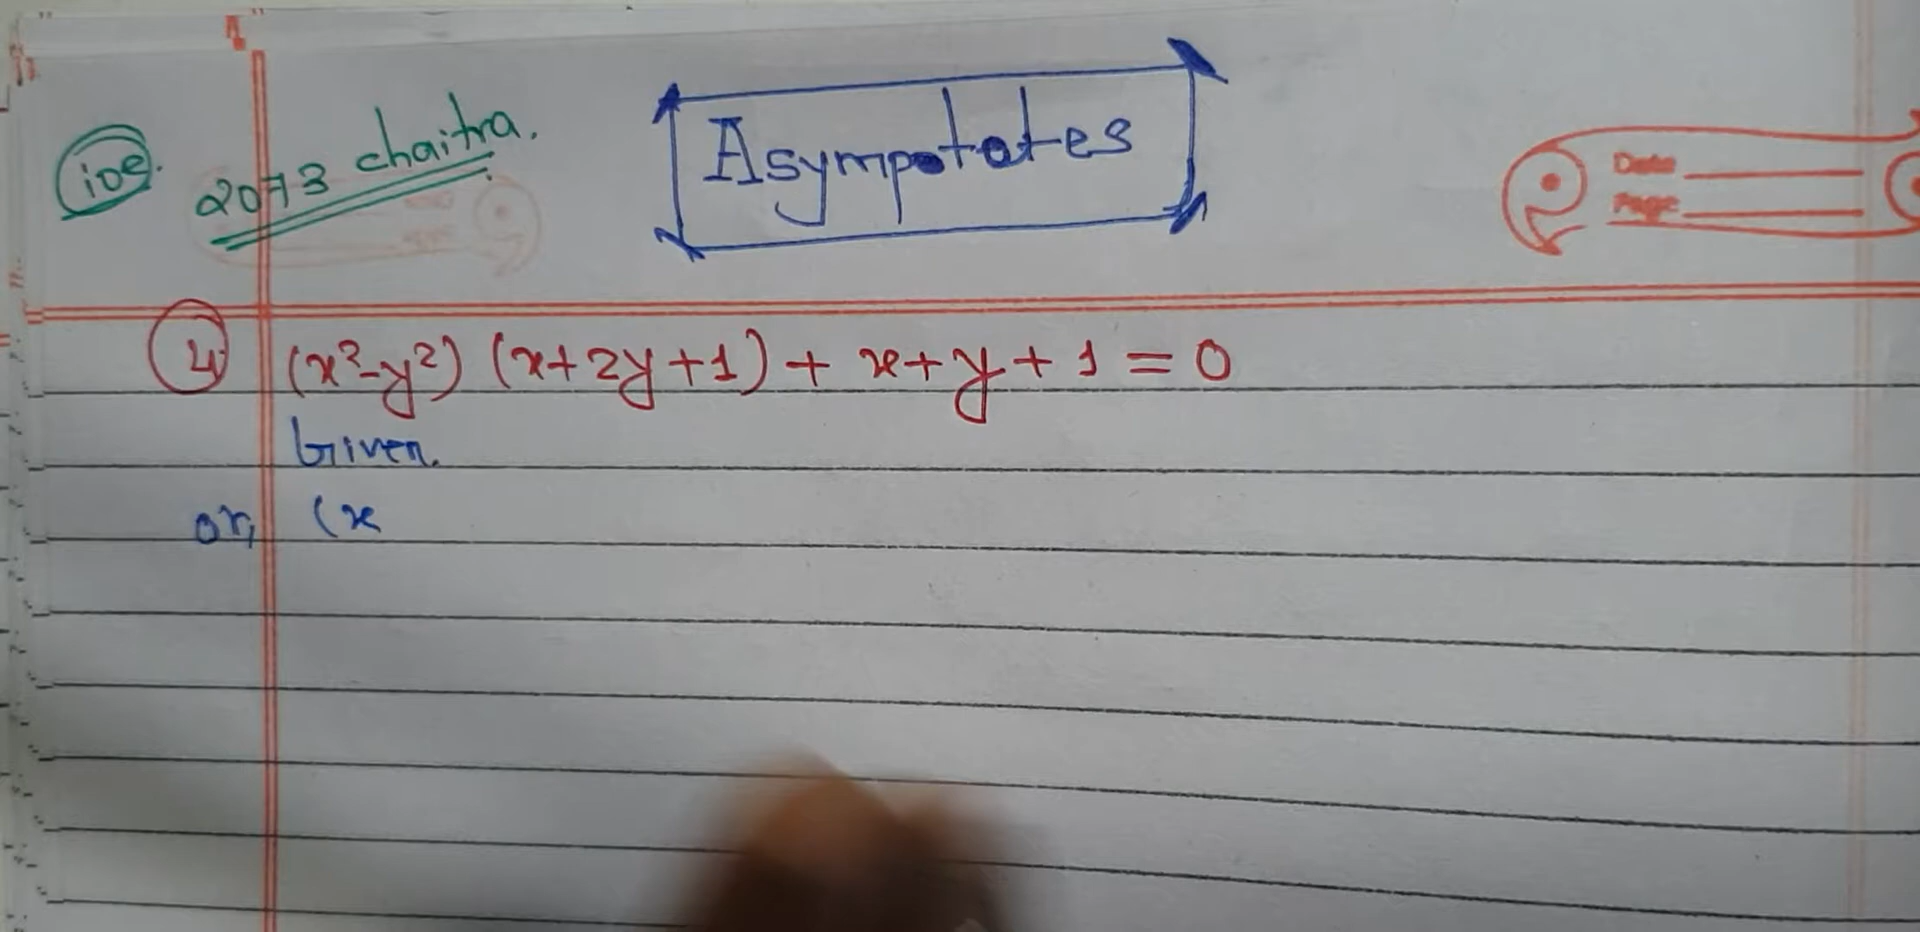 ioe.
2073 chaitra.
Asymptotes
Date
Page
4) (x²-y²) (x+2y+1) + x+y+1 = 0
Given.
or, (x